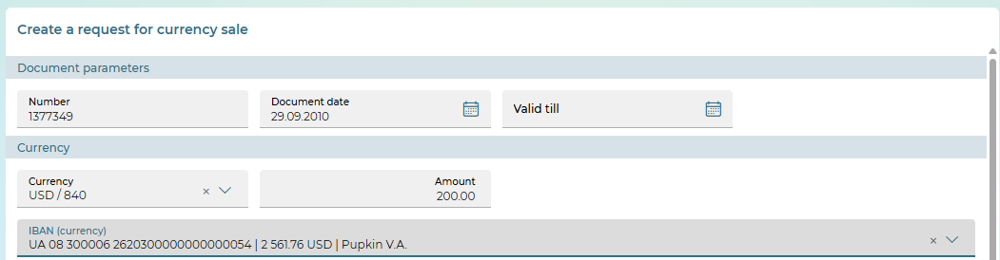 Create a request for currency sale
Document parameters
Number
1377349
Document date
29.09.2010
Valid till
Currency
Currency
USD / 840
Amount
200.00
IBAN (currency)
UA 08 300006 2620300000000000054 | 2 561.76 USD | Pupkin V.A.